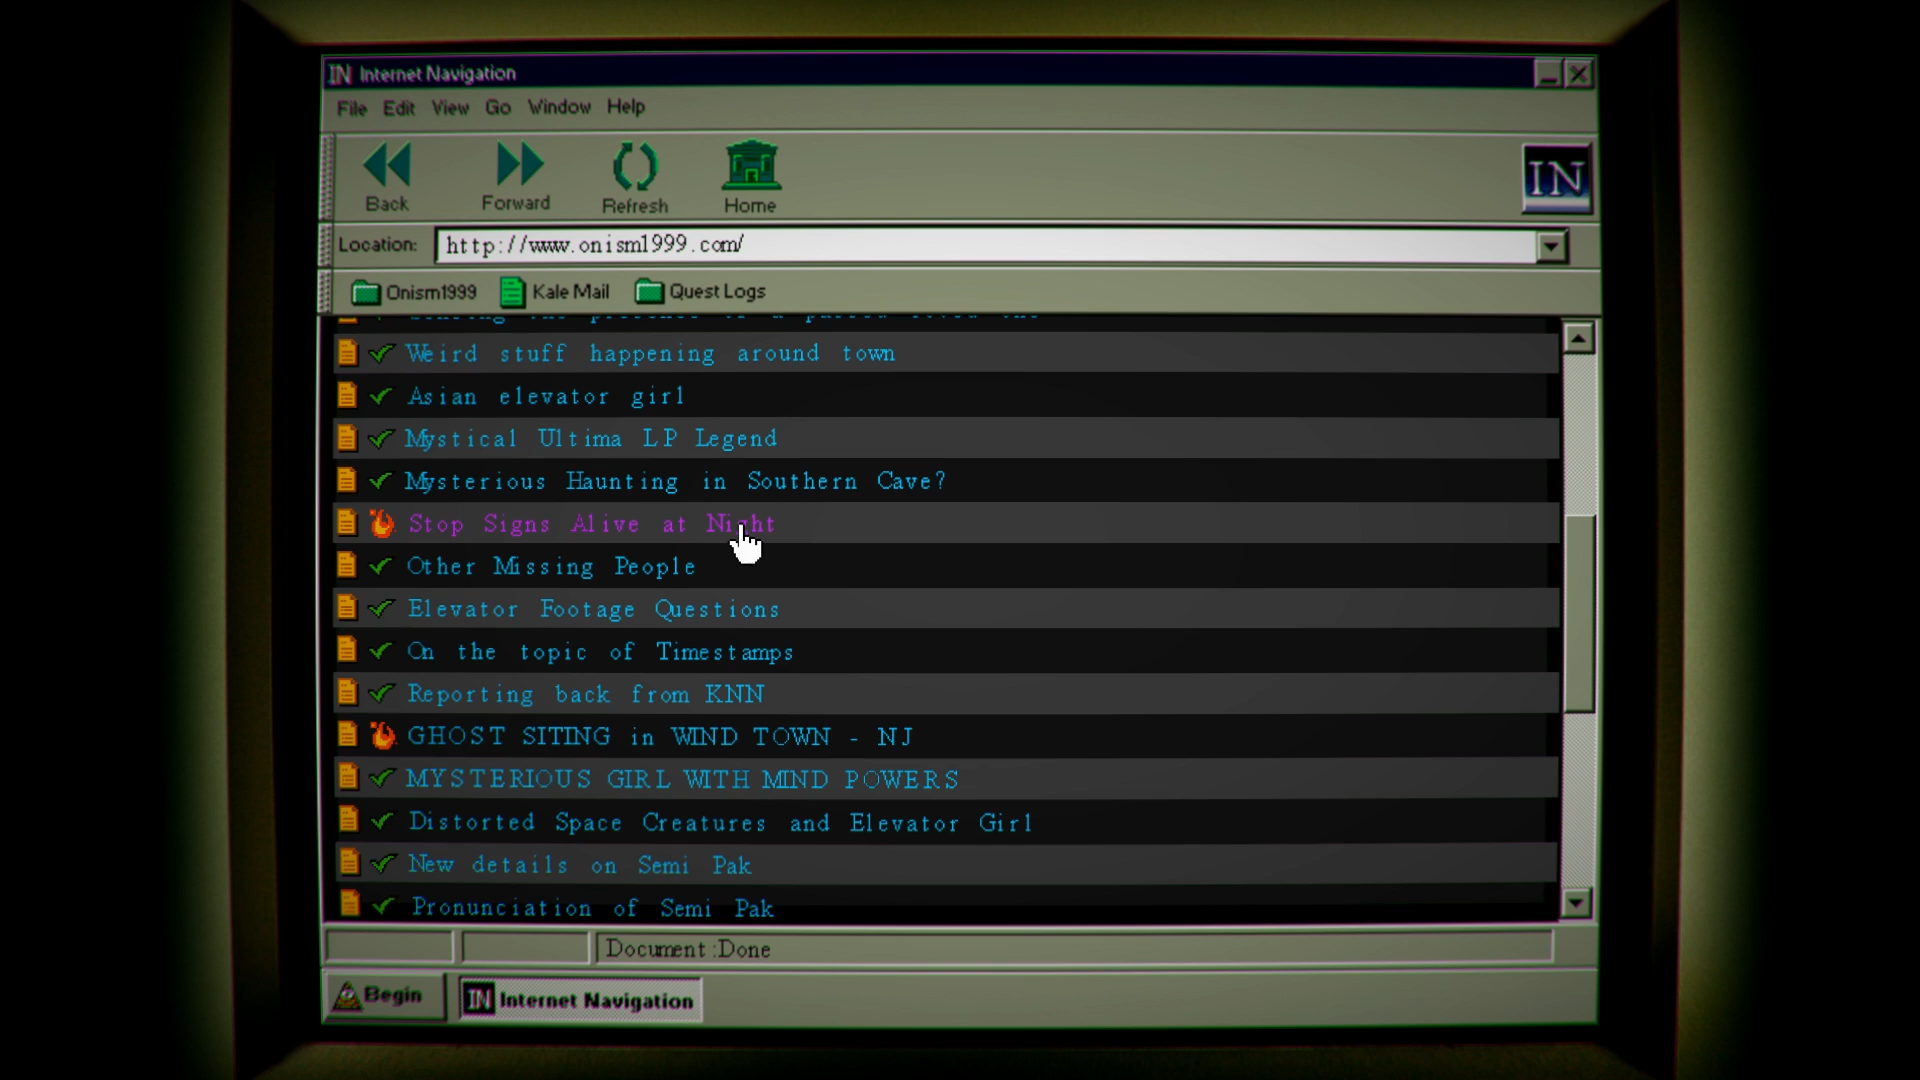 IN Internet Navigation
File Edit View Go Window Help
Back Forward Refresh Home
IN
Location: http://www.onism1999.com/
Onism1999 Kale Mail Quest Logs
Weird stuff happening around town
Asian elevator girl
Mystical Ultima LP Legend
Mysterious Haunting in Southern Cave?
Stop Signs Alive at Night
Other Missing People
Elevator Footage Questions
On the topic of Timestamps
Reporting back from KNN
GHOST SITING in WIND TOWN - NJ
MYSTERIOUS GIRL WITH MIND POWERS
Distorted Space Creatures and Elevator Girl
New details on Semi Pak
Pronunciation of Semi Pak
Document :Done
Begin IN Internet Navigation